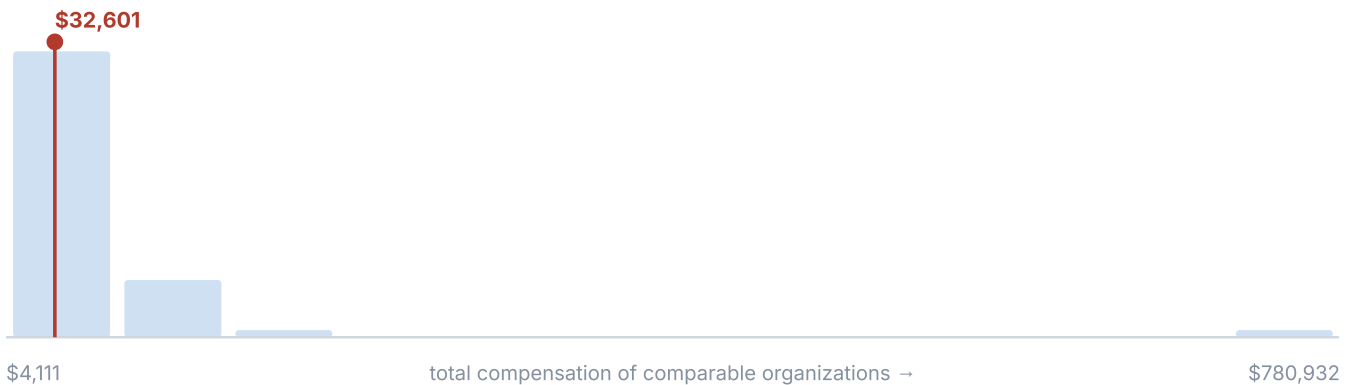 $32,601
$4,111
total compensation of comparable organizations →
$780,932